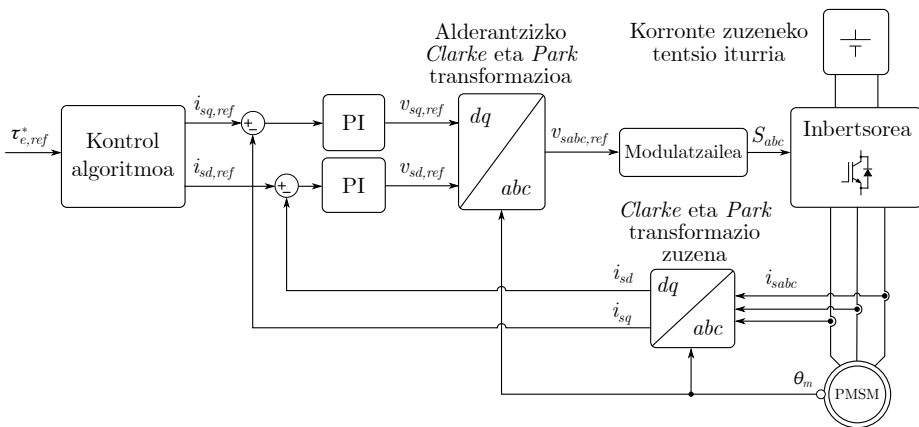 Alderantzizko
Clarke eta Park
transformazioa
Korronte zuzeneko
tentsio iturria
τ*e,ref
Kontrol
algoritmoa
isq,ref
isd,ref
+
−
+
−
PI
PI
vsq,ref
vsd,ref
dq
abc
vsabc,ref
Modulatzailea
Sabc
Inbertsorea
Clarke eta Park
transformazio
zuzena
isd
isq
dq
abc
isabc
θm
PMSM